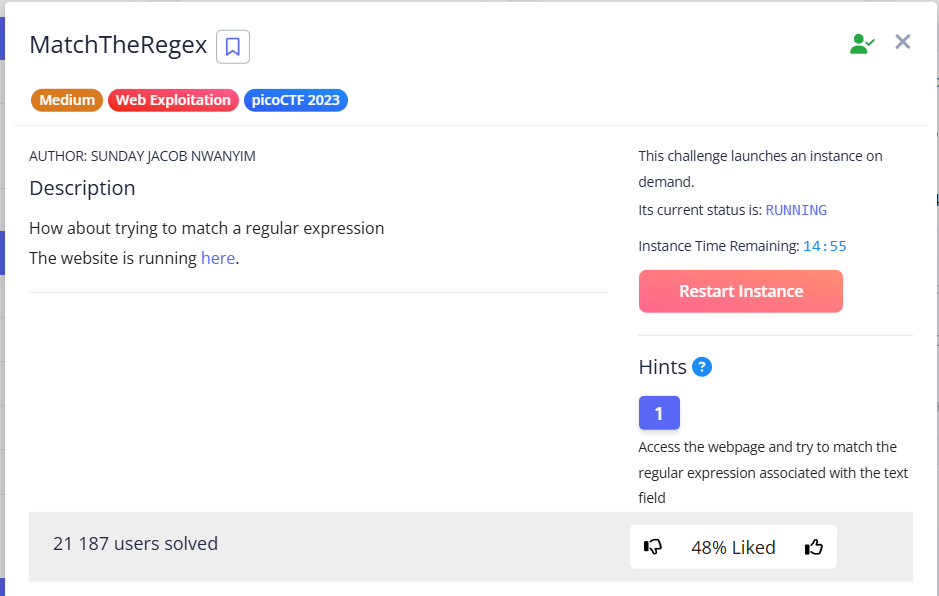 MatchTheRegex
Medium Web Exploitation picoCTF 2023
AUTHOR: SUNDAY JACOB NWANYIM
Description
How about trying to match a regular expression
The website is running here.
This challenge launches an instance on
demand.
Its current status is: RUNNING
Instance Time Remaining: 14:55
Restart Instance
Hints ?
1
Access the webpage and try to match the
regular expression associated with the text
field
21 187 users solved
48% Liked